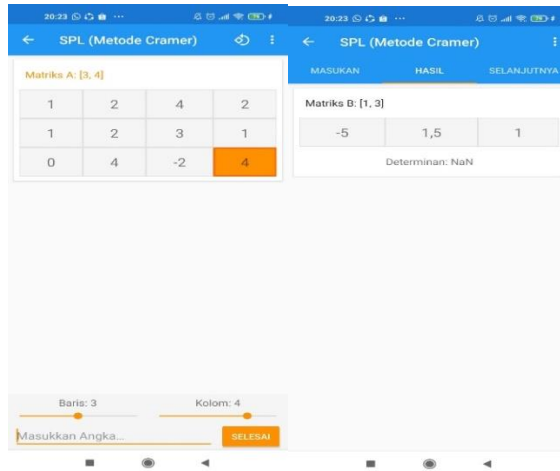 20:23
SPL (Metode Cramer)
Matriks A: [3, 4]
1 2 4 2
1 2 3 1
0 4 -2 4
Baris: 3 Kolom: 4
Masukkan Angka...
SELESAI
20:23
SPL (Metode Cramer)
MASUKAN HASIL SELANJUTNYA
Matriks B: [1, 3]
-5 1,5 1
Determinan: NaN